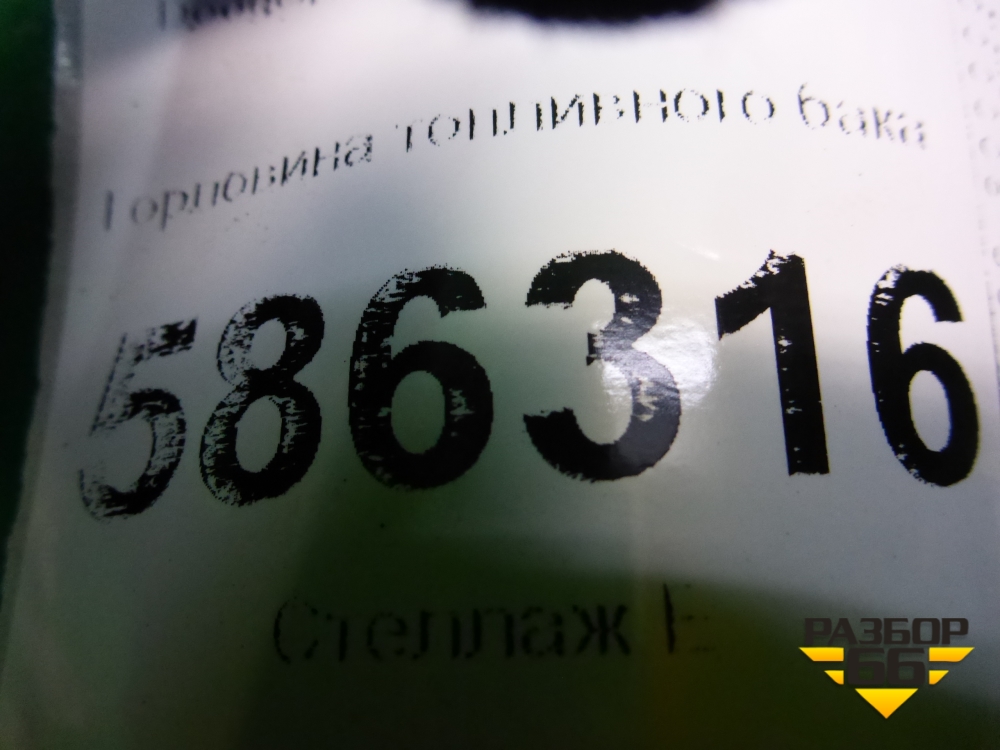 Горловина топливного бака
586316
Стеллаж E
РАЗБОР
66